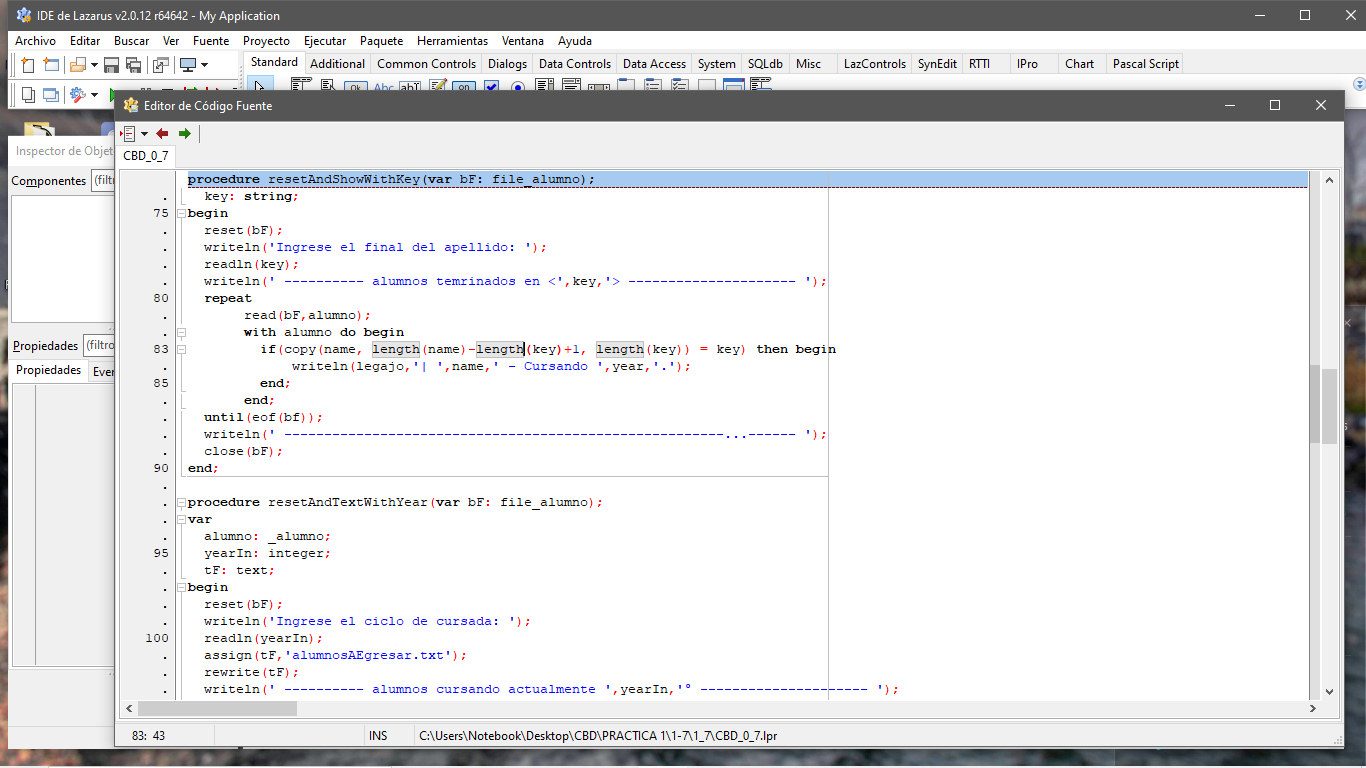 IDE de Lazarus v2.0.12 r64642 - My Application
Archivo Editar Buscar Ver Fuente Proyecto Ejecutar Paquete Herramientas Ventana Ayuda
Standard Additional Common Controls Dialogs Data Controls Data Access System SQLdb Misc LazControls SynEdit RTTI IPro Chart Pascal Script
Editor de Código Fuente
Inspector de Objet
CBD_0_7
Componentes (filtro
Propiedades (filtro
Propiedades Even
procedure resetAndShowWithKey(var bF: file_alumno);
. key: string;
75 begin
. reset(bF);
. writeln('Ingrese el final del apellido: ');
. readln(key);
. writeln(' ---------- alumnos temrinados en <',key,'> --------------------- ');
80 repeat
. read(bF,alumno);
. with alumno do begin
83 if(copy(name, length(name)-length(key)+1, length(key)) = key) then begin
. writeln(legajo,'| ',name,' - Cursando ',year,'.');
85 end;
. end;
. until(eof(bf));
. writeln(' -------------------------------------------------------...------ ');
. close(bF);
90 end;
.
. procedure resetAndTextWithYear(var bF: file_alumno);
. var
. alumno: _alumno;
95 yearIn: integer;
. tF: text;
. begin
. reset(bF);
. writeln('Ingrese el ciclo de cursada: ');
100 readln(yearIn);
. assign(tF,'alumnosAEgresar.txt');
. rewrite(tF);
. writeln(' ---------- alumnos cursando actualmente ',yearIn,'° --------------------- ');
83: 43 INS C:\Users\Notebook\Desktop\CBD\PRACTICA 1\1-7\1_7\CBD_0_7.lpr